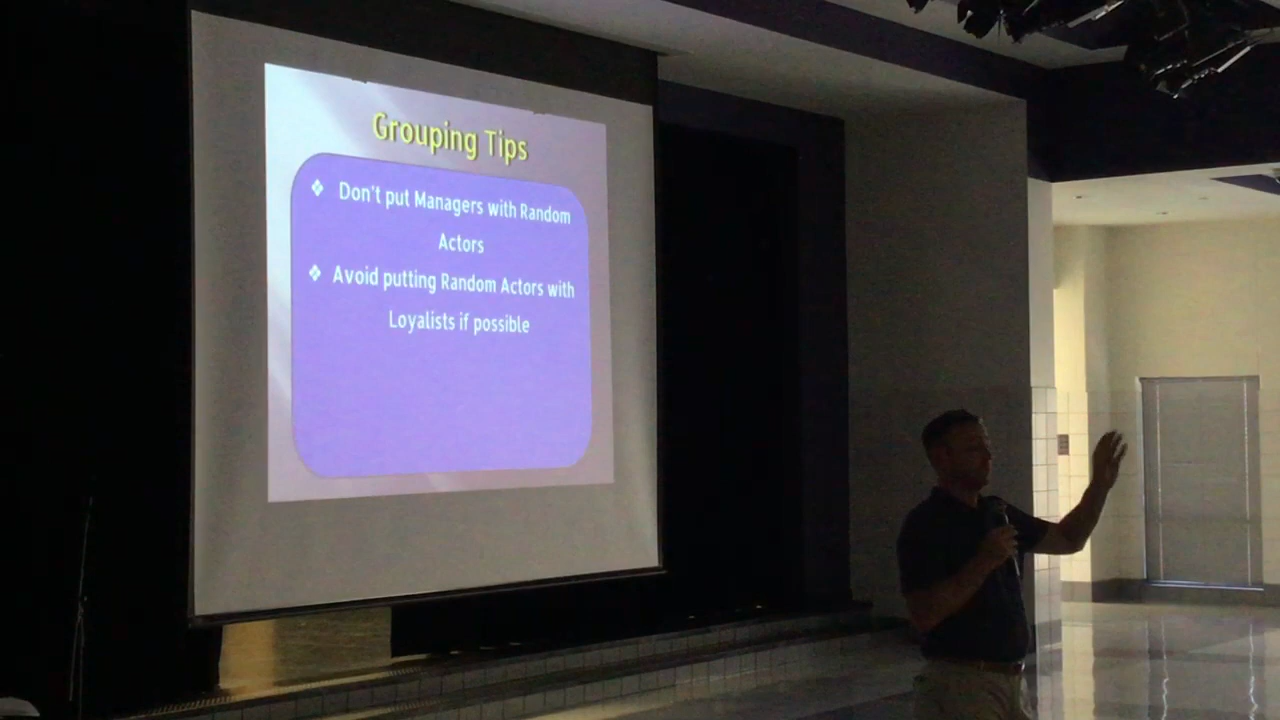 Grouping Tips
❖ Don't put Managers with Random
Actors
❖ Avoid putting Random Actors with
Loyalists if possible